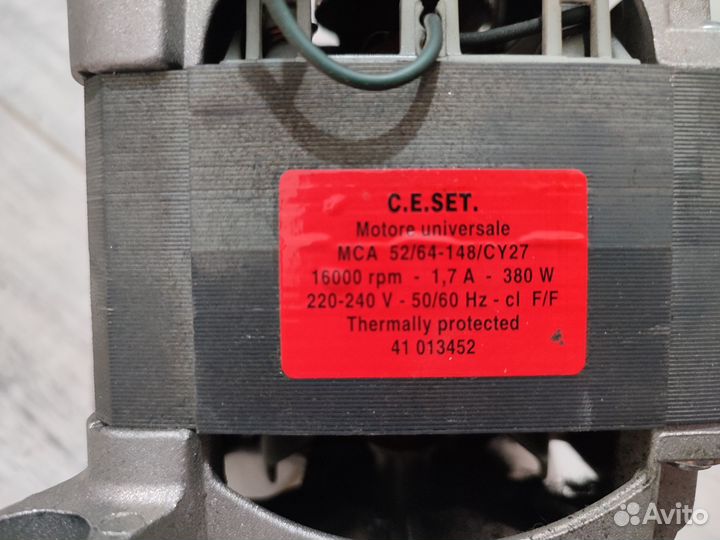 C.E.SET.
Motore universale
MCA 52/64-148/CY27
16000 rpm - 1,7 A - 380 W
220-240 V - 50/60 Hz - cl F/F
Thermally protected
41 013452
Avito